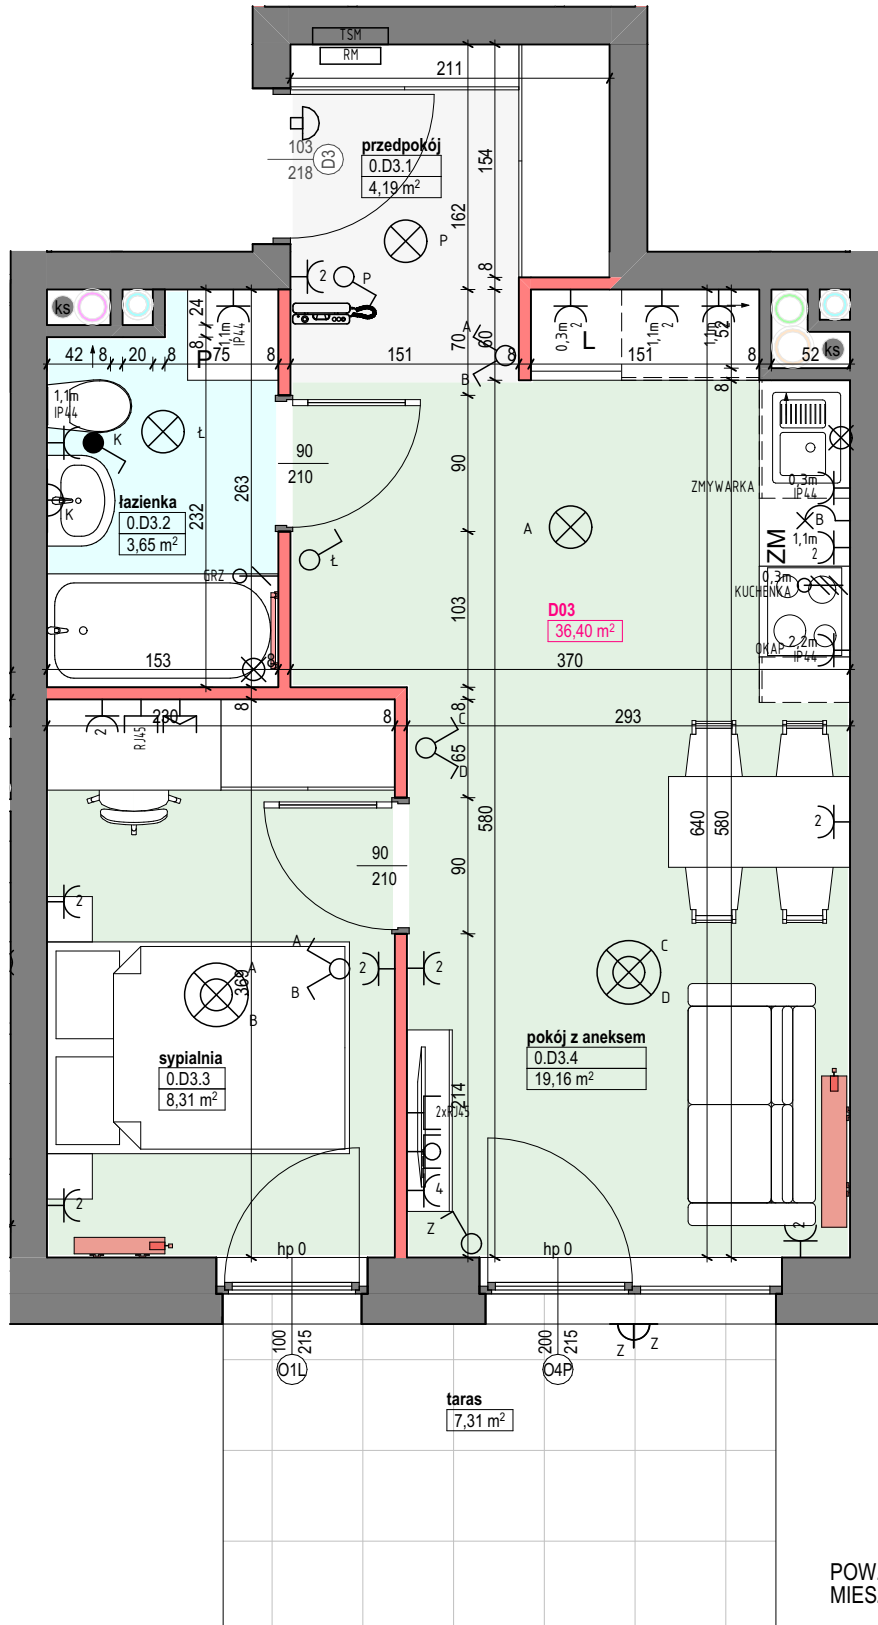 TSM
RM
211
103
218
D3
przedpokój
0.D3.1
4,19 m²
154
162
P
2
P
8
ks
24
8
1,1m
IP44
P
42
8
20
8
75
8
151
70
60
A
B
8
0,3m
2
L
1,1m
2
1,1m
52
151
8
52
ks
8
1,1m
IP44
K
Ł
K
łazienka
0.D3.2
3,65 m²
232
263
90
210
90
A
ZMYWARKA
0,3m
IP44
B
1,1m
2
ZM
0,3m
KUCHENKA
OKAP
2,2m
IP44
GRZ
Ł
103
D03
36,40 m²
153
8
370
230
8
8
8
293
2
RJ45
C
D
65
580
640
580
2
90
210
90
2
A
B
2
2
369
A
B
C
D
sypialnia
0.D3.3
8,31 m²
pokój z aneksem
0.D3.4
19,16 m²
214
2xRJ45
4
Z
2
2
hp 0
hp 0
100
215
O1L
200
215
O4P
Z
Z
taras
7,31 m²
POW.
MIES.